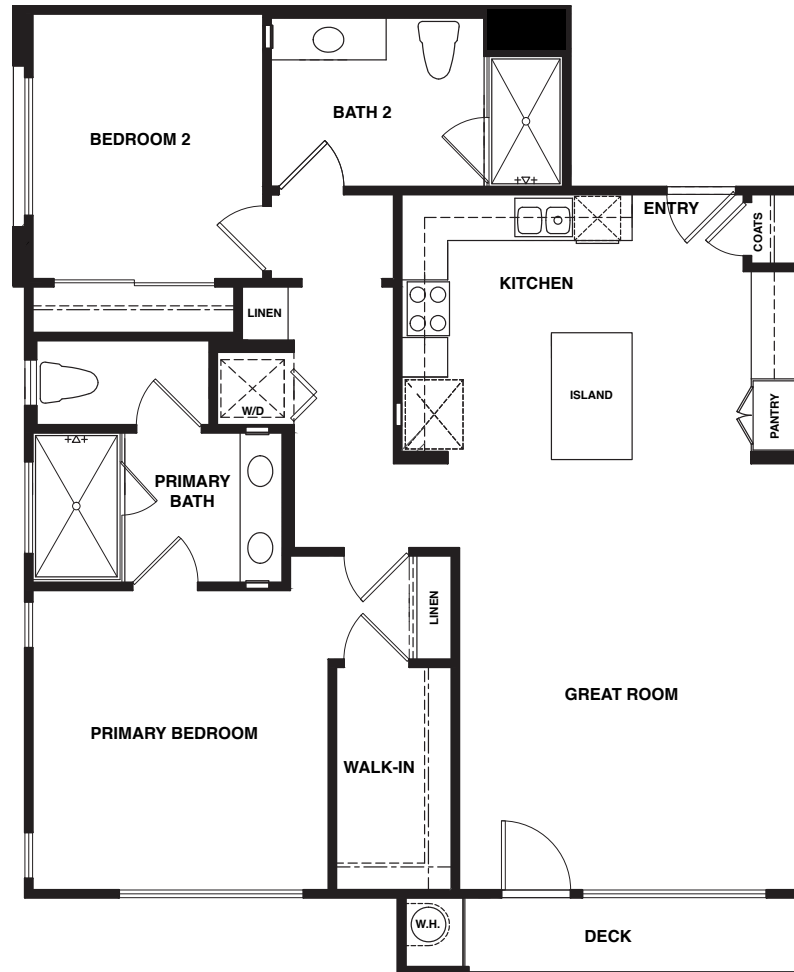 BEDROOM 2
BATH 2
ENTRY
COATS
KITCHEN
LINEN
ISLAND
W/D
PANTRY
PRIMARY
BATH
LINEN
GREAT ROOM
PRIMARY BEDROOM
WALK-IN
W.H.
DECK